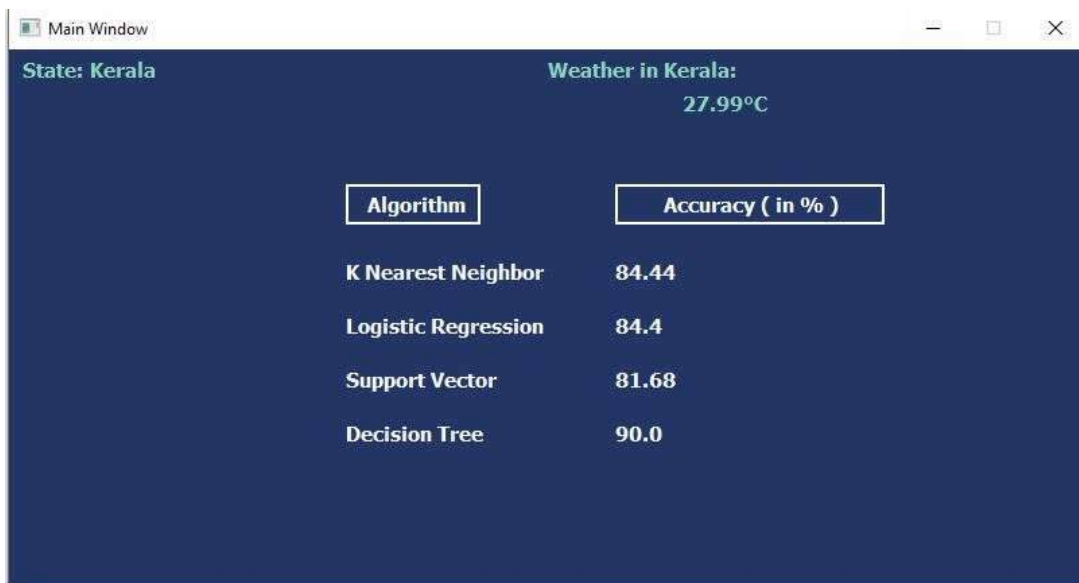 Main Window
State: Kerala Weather in Kerala:
27.99°C
Algorithm Accuracy ( in % )
K Nearest Neighbor 84.44
Logistic Regression 84.4
Support Vector 81.68
Decision Tree 90.0